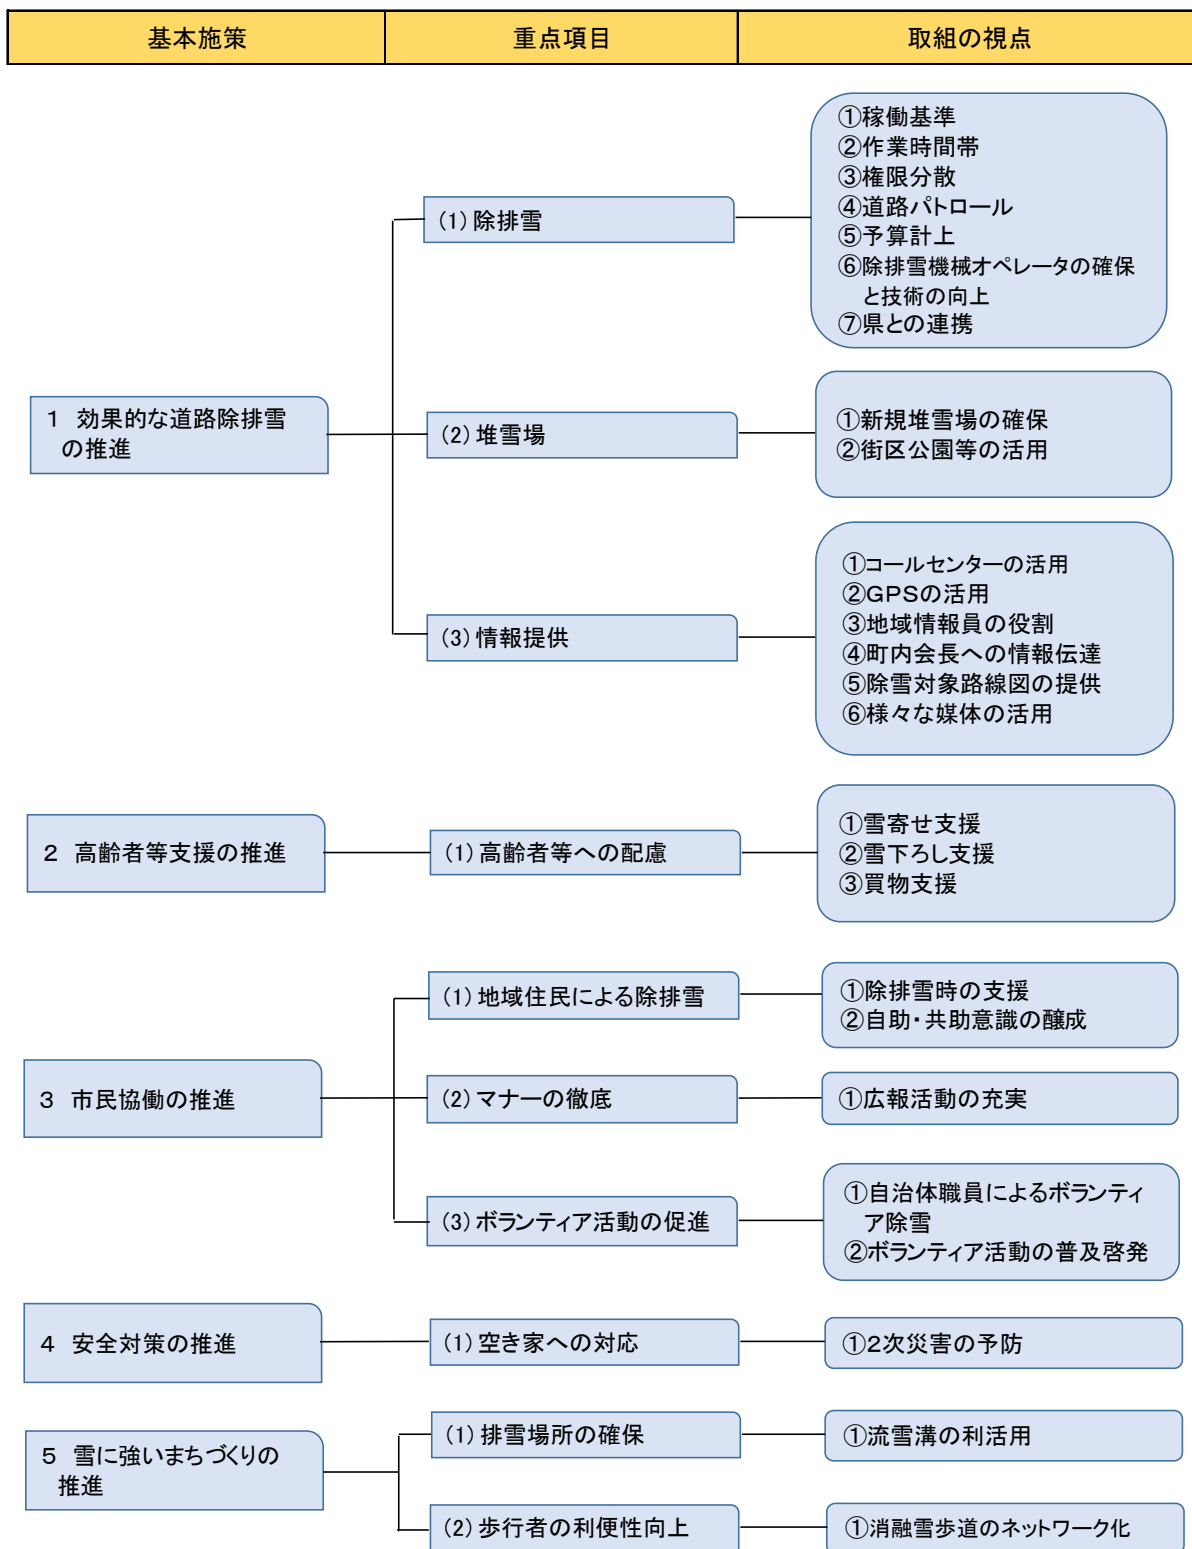 基本施策
重点項目
取組の視点
1 効果的な道路除排雪
の推進
(1)除排雪
①稼働基準
②作業時間帯
③権限分散
④道路パトロール
⑤予算計上
⑥除排雪機械オペレータの確保
と技術の向上
⑦県との連携
(2)堆雪場
①新規堆雪場の確保
②街区公園等の活用
(3)情報提供
①コールセンターの活用
②GPSの活用
③地域情報員の役割
④町内会長への情報伝達
⑤除雪対象路線図の提供
⑥様々な媒体の活用
2 高齢者等支援の推進
(1)高齢者等への配慮
①雪寄せ支援
②雪下ろし支援
③買物支援
3 市民協働の推進
(1)地域住民による除排雪
①除排雪時の支援
②自助・共助意識の醸成
(2)マナーの徹底
①広報活動の充実
(3)ボランティア活動の促進
①自治体職員によるボランティ
ア除雪
②ボランティア活動の普及啓発
4 安全対策の推進
(1)空き家への対応
①2次災害の予防
5 雪に強いまちづくりの
推進
(1)排雪場所の確保
①流雪溝の利活用
(2)歩行者の利便性向上
①消融雪歩道のネットワーク化